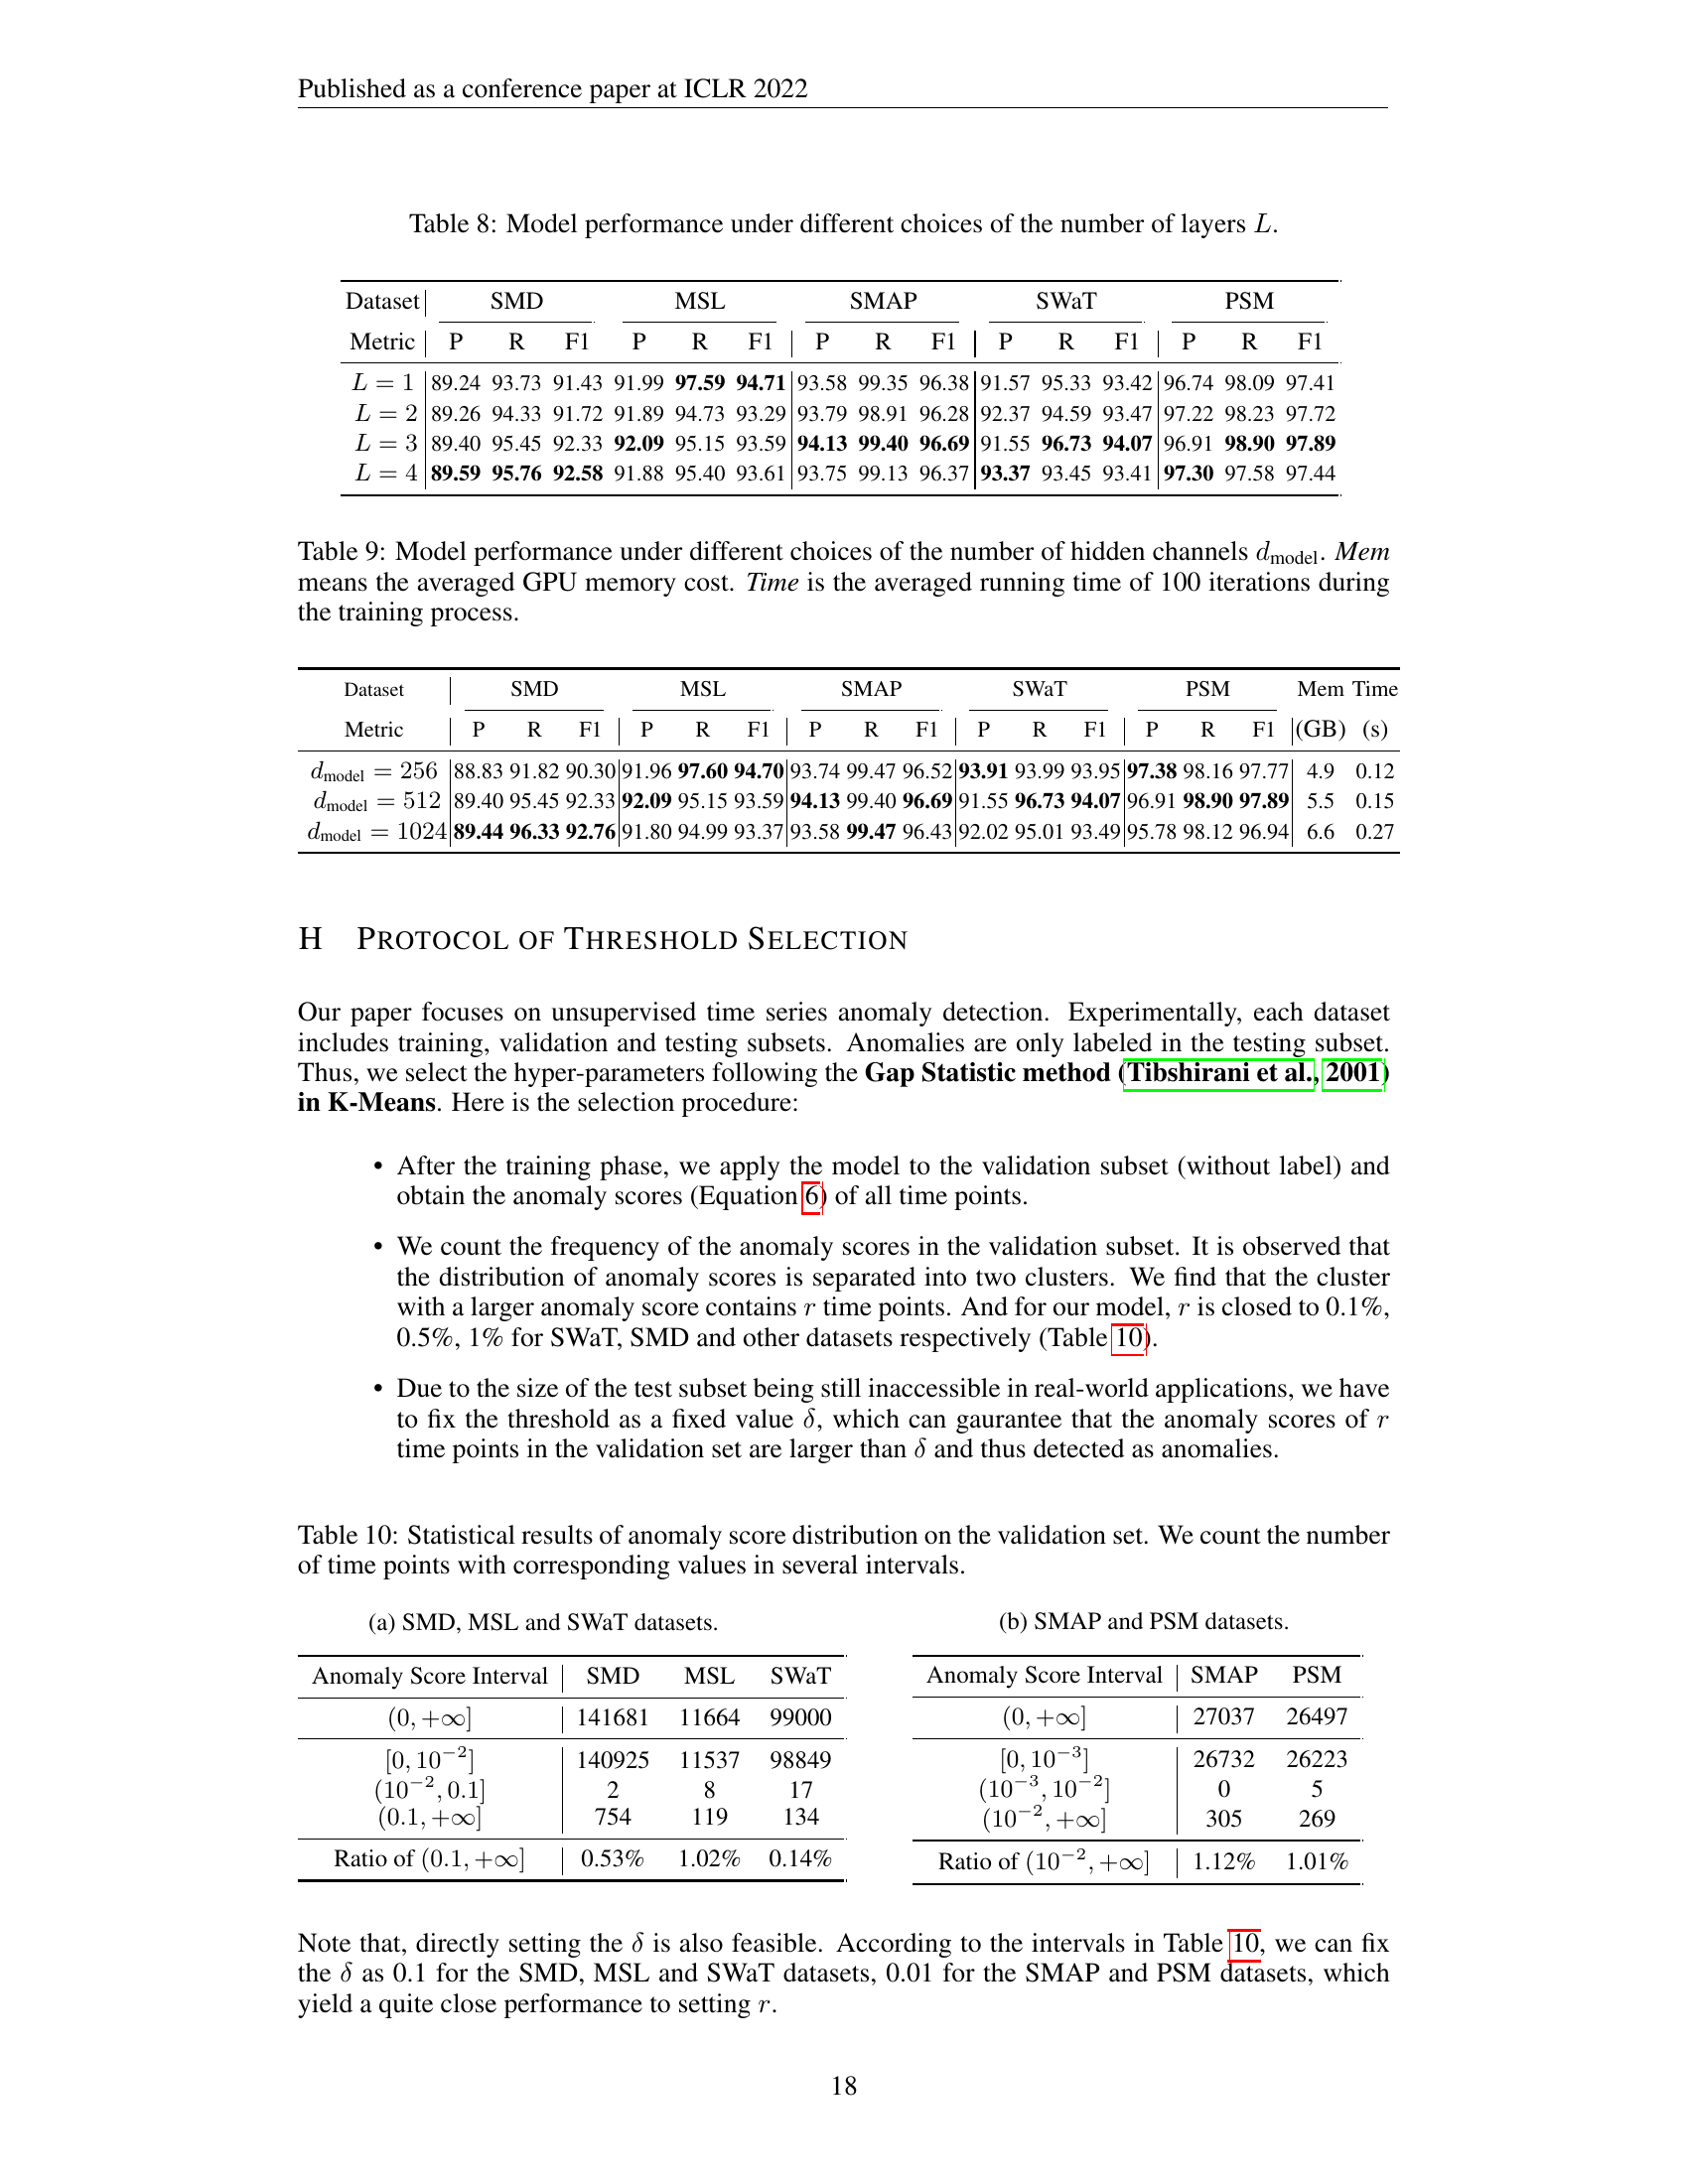 Published as a conference paper at ICLR 2022
Table 8: Model performance under different choices of the number of layers L.
Dataset SMD MSL SMAP SWaT PSM
Metric P R F1 P R F1 P R F1 P R F1 P R F1
L = 1 89.24 93.73 91.43 91.99 97.59 94.71 93.58 99.35 96.38 91.57 95.33 93.42 96.74 98.09 97.41
L = 2 89.26 94.33 91.72 91.89 94.73 93.29 93.79 98.91 96.28 92.37 94.59 93.47 97.22 98.23 97.72
L = 3 89.40 95.45 92.33 92.09 95.15 93.59 94.13 99.40 96.69 91.55 96.73 94.07 96.91 98.90 97.89
L = 4 89.59 95.76 92.58 91.88 95.40 93.61 93.75 99.13 96.37 93.37 93.45 93.41 97.30 97.58 97.44
Table 9: Model performance under different choices of the number of hidden channels d_model. Mem
means the averaged GPU memory cost. Time is the averaged running time of 100 iterations during
the training process.
Dataset SMD MSL SMAP SWaT PSM Mem Time
Metric P R F1 P R F1 P R F1 P R F1 P R F1 (GB) (s)
d_model = 256 88.83 91.82 90.30 91.96 97.60 94.70 93.74 99.47 96.52 93.91 93.99 93.95 97.38 98.16 97.77 4.9 0.12
d_model = 512 89.40 95.45 92.33 92.09 95.15 93.59 94.13 99.40 96.69 91.55 96.73 94.07 96.91 98.90 97.89 5.5 0.15
d_model = 1024 89.44 96.33 92.76 91.80 94.99 93.37 93.58 99.47 96.43 92.02 95.01 93.49 95.78 98.12 96.94 6.6 0.27
H PROTOCOL OF THRESHOLD SELECTION
Our paper focuses on unsupervised time series anomaly detection. Experimentally, each dataset
includes training, validation and testing subsets. Anomalies are only labeled in the testing subset.
Thus, we select the hyper-parameters following the Gap Statistic method (Tibshirani et al., 2001)
in K-Means. Here is the selection procedure:
• After the training phase, we apply the model to the validation subset (without label) and
obtain the anomaly scores (Equation 6) of all time points.
• We count the frequency of the anomaly scores in the validation subset. It is observed that
the distribution of anomaly scores is separated into two clusters. We find that the cluster
with a larger anomaly score contains r time points. And for our model, r is closed to 0.1%,
0.5%, 1% for SWaT, SMD and other datasets respectively (Table 10).
• Due to the size of the test subset being still inaccessible in real-world applications, we have
to fix the threshold as a fixed value δ, which can gaurantee that the anomaly scores of r
time points in the validation set are larger than δ and thus detected as anomalies.
Table 10: Statistical results of anomaly score distribution on the validation set. We count the number
of time points with corresponding values in several intervals.
(a) SMD, MSL and SWaT datasets.
Anomaly Score Interval SMD MSL SWaT
(0, +∞] 141681 11664 99000
[0, 10⁻²] 140925 11537 98849
(10⁻², 0.1] 2 8 17
(0.1, +∞] 754 119 134
Ratio of (0.1, +∞] 0.53% 1.02% 0.14%
(b) SMAP and PSM datasets.
Anomaly Score Interval SMAP PSM
(0, +∞] 27037 26497
[0, 10⁻³] 26732 26223
(10⁻³, 10⁻²] 0 5
(10⁻², +∞] 305 269
Ratio of (10⁻², +∞] 1.12% 1.01%
Note that, directly setting the δ is also feasible. According to the intervals in Table 10, we can fix
the δ as 0.1 for the SMD, MSL and SWaT datasets, 0.01 for the SMAP and PSM datasets, which
yield a quite close performance to setting r.
18